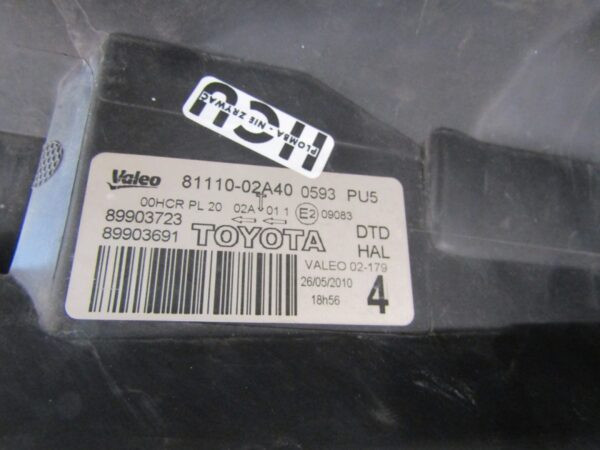 HCU
PLOMBA - NIE ZRYWAĆ
Valeo 81110-02A40 0593 PU5
00HCR PL 20 02A 01 1 E2 09083
89903723 DTD
89903691 TOYOTA HAL
VALEO 02-179
26/05/2010
18h56 4